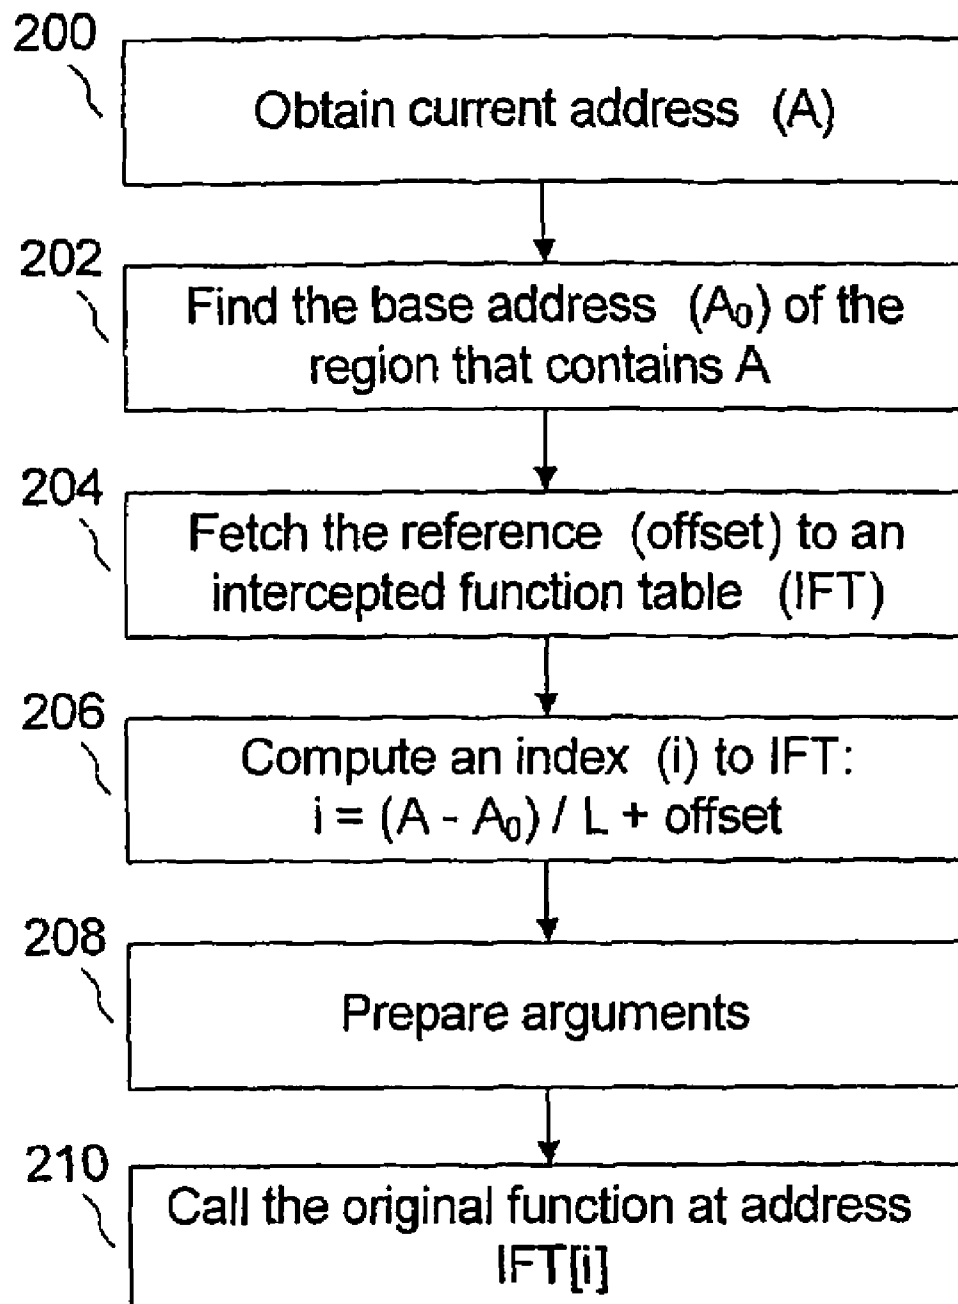 200
Obtain current address (A)
202
Find the base address (A₀) of the
region that contains A
204
Fetch the reference (offset) to an
intercepted function table (IFT)
206
Compute an index (i) to IFT:
i = (A - A₀) / L + offset
208
Prepare arguments
210
Call the original function at address
IFT[i]